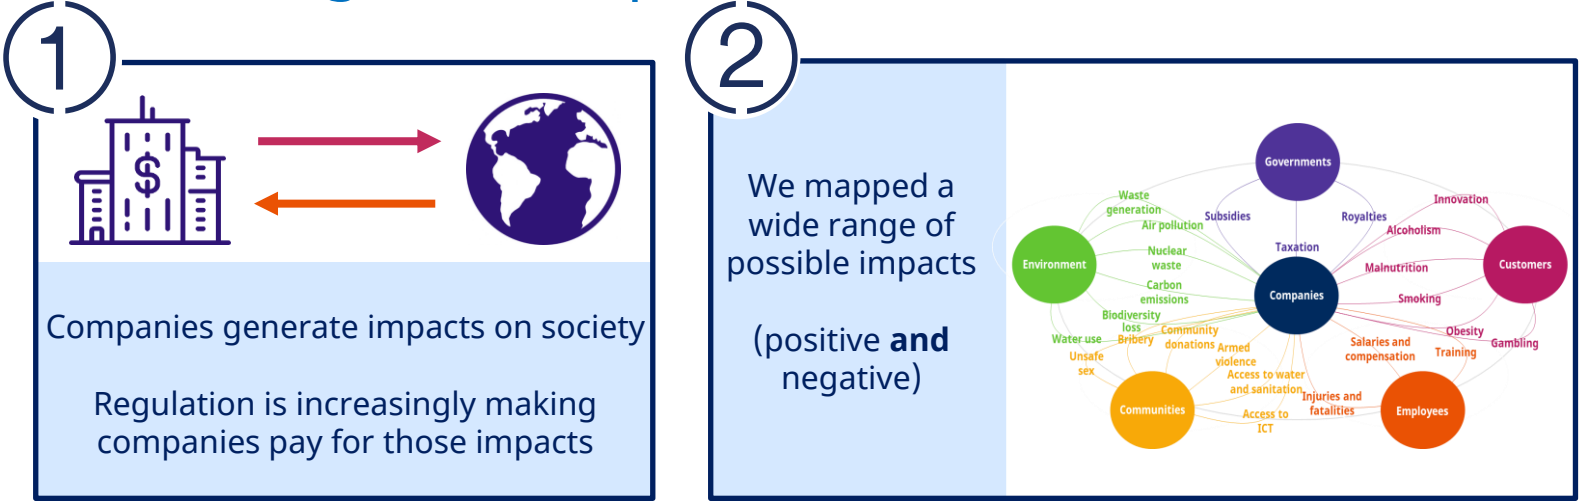 1
$
Companies generate impacts on society
Regulation is increasingly making
companies pay for those impacts
2
We mapped a
wide range of
possible impacts
(positive and
negative)
Governments
Waste
generation
Subsidies
Royalties
Innovation
Air pollution
Alcoholism
Taxation
Nuclear
waste
Environment
Malnutrition
Customers
Carbon
emissions
Companies
Smoking
Biodiversity
loss
Water use
Bribery
Community
donations
Armed
violence
Salaries and
compensation
Obesity
Training
Gambling
Unsafe
sex
Access to water
and sanitation
Injuries and
fatalities
Communities
Access to
ICT
Employees